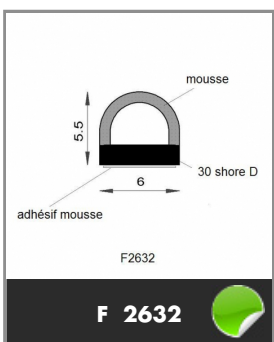 mousse
5.5
30 shore D
6
adhésif mousse
F2632
F 2632